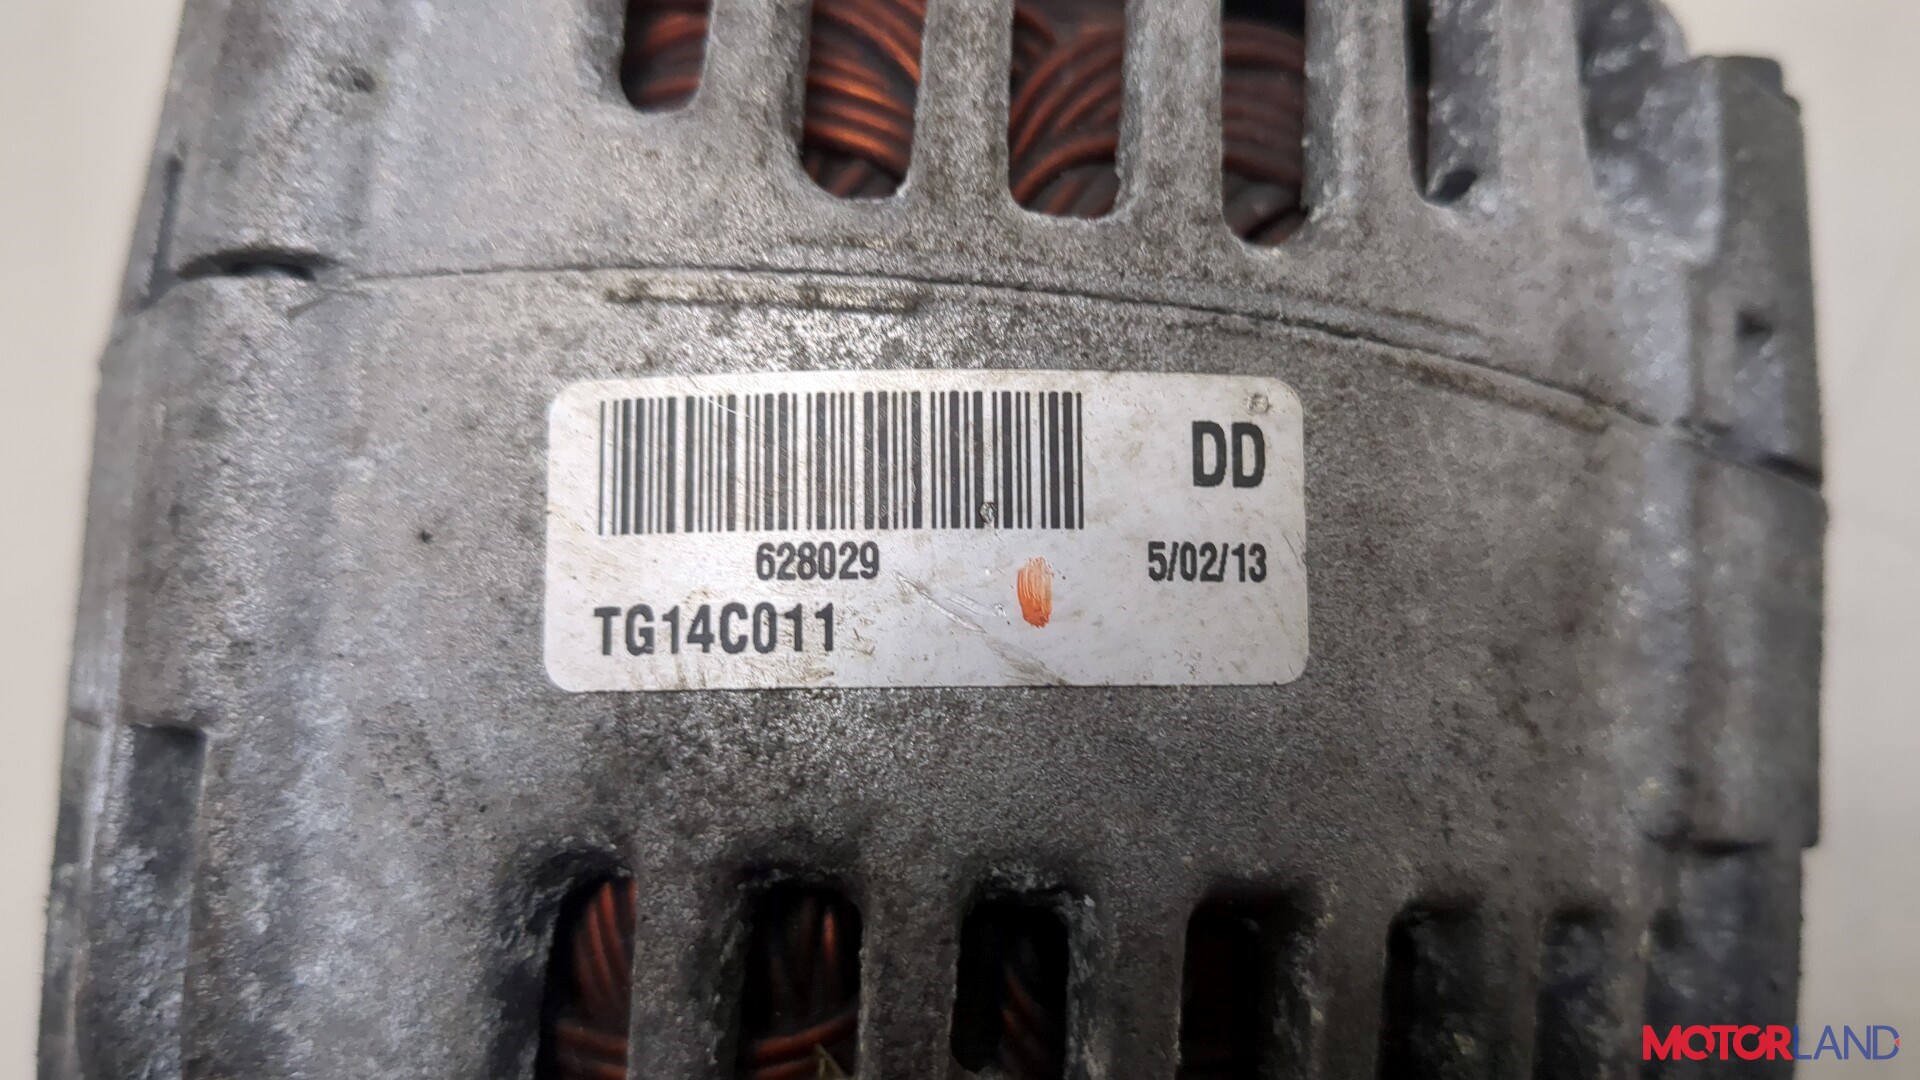 DD
628029
5/02/13
TG14C011
MOTORLAND